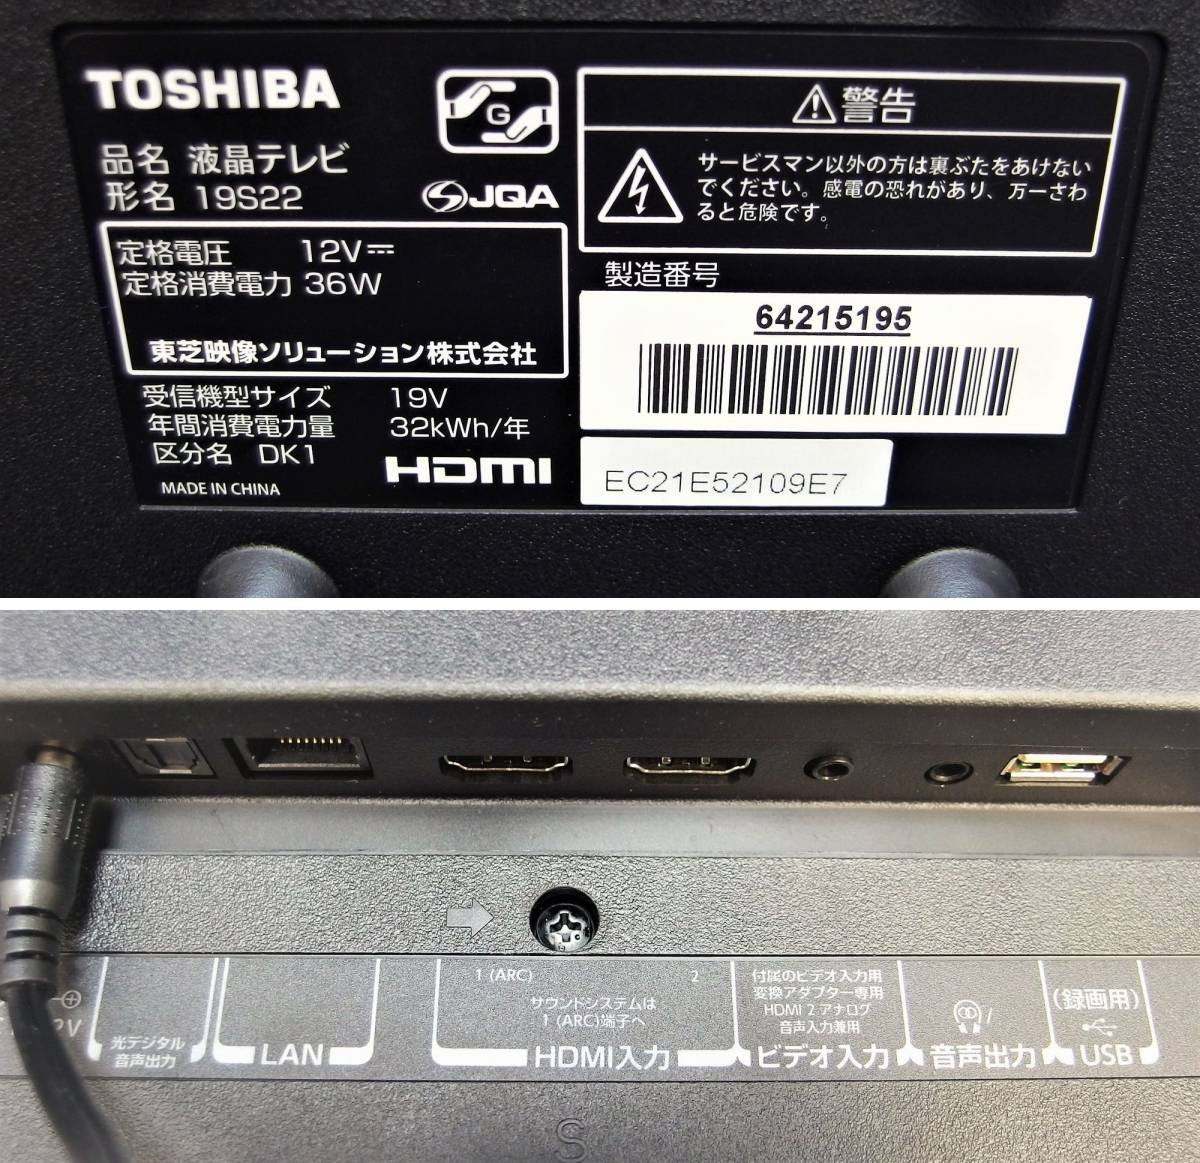 TOSHIBA
品名 液晶テレビ
形名 19S22
G
JQA
定格電圧 12V
定格消費電力 36W
東芝映像ソリューション株式会社
受信機型サイズ 19V
年間消費電力量 32kWh/年
区分名 DK1
MADE IN CHINA
HDMI
警告
サービスマン以外の方は裏ぶたをあけない
でください。感電の恐れがあり、万一さわ
ると危険です。
製造番号
64215195
EC21E52109E7
2V
光デジタル
音声出力
LAN
1 (ARC) 2
サウンドシステムは
1 (ARC)端子へ
HDMI入力
付属のビデオ入力用
変換アダプター専用
HDMI 2 アナログ
音声入力兼用
ビデオ入力
/
音声出力
(録画用)
USB
S